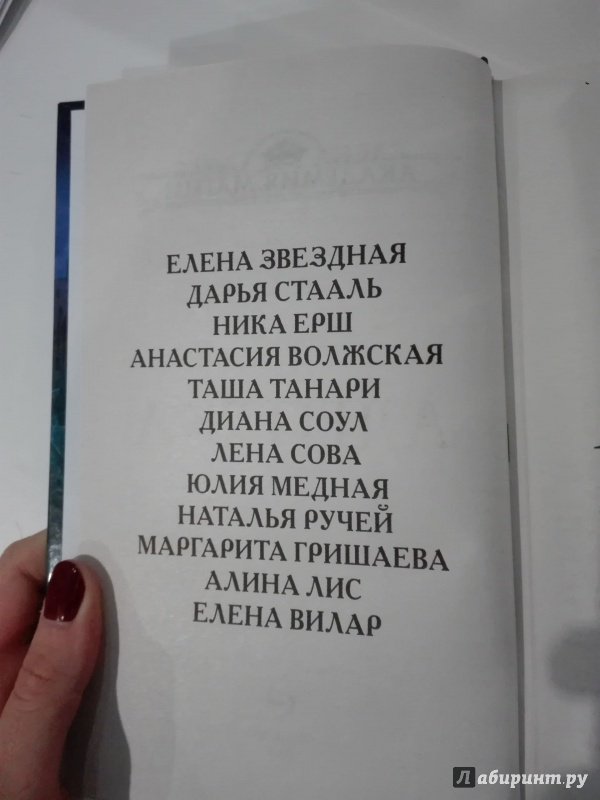 ЕЛЕНА ЗВЕЗДНАЯ
ДАРЬЯ СТААЛЬ
НИКА ЕРШ
АНАСТАСИЯ ВОЛЖСКАЯ
ТАША ТАНАРИ
ДИАНА СОУЛ
ЛЕНА СОВА
ЮЛИЯ МЕДНАЯ
НАТАЛЬЯ РУЧЕЙ
МАРГАРИТА ГРИШАЕВА
АЛИНА ЛИС
ЕЛЕНА ВИЛАР
Лабиринт.ру